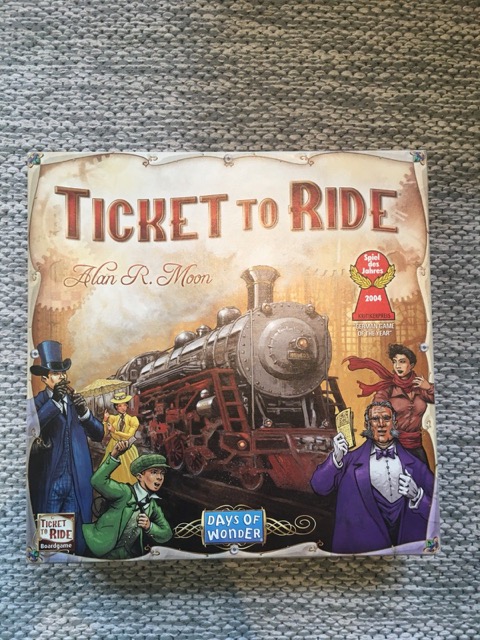 TICKET TO RIDE
Alan R. Moon
Spiel
des
Jahres
2004
KRITIKERPREIS
"GERMAN GAME
OF THE YEAR"
TICKET
TO RIDE
Boardgame
DAYS OF
WONDER